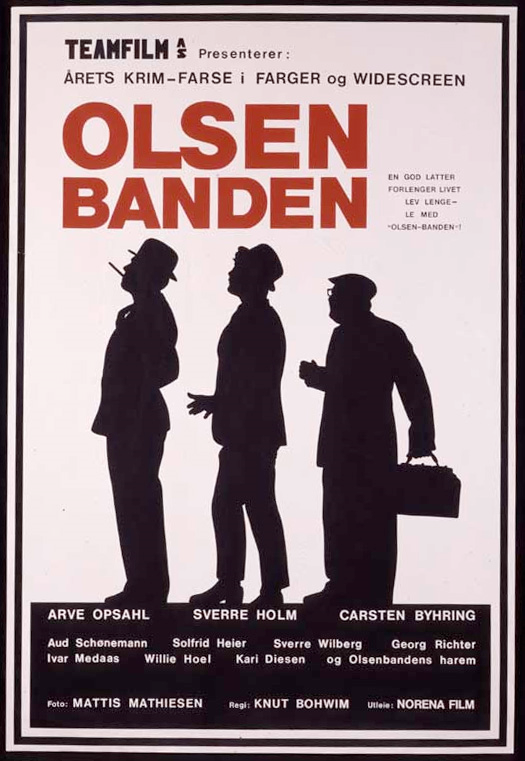 TEAMFILM AS Presenterer:
ÅRETS KRIM-FARSE i FARGER og WIDESCREEN
OLSEN
BANDEN
EN GOD LATTER
FORLENGER LIVET
LEV LENGE-
LE MED
"OLSEN-BANDEN"!
ARVE OPSAHL SVERRE HOLM CARSTEN BYHRING
Aud Schønemann Solfrid Heier Sverre Wilberg Georg Richter
Ivar Medaas Willie Hoel Kari Diesen og Olsenbandens harem
Foto: MATTIS MATHIESEN Regi: KNUT BOHWIM Utleie: NORENA FILM